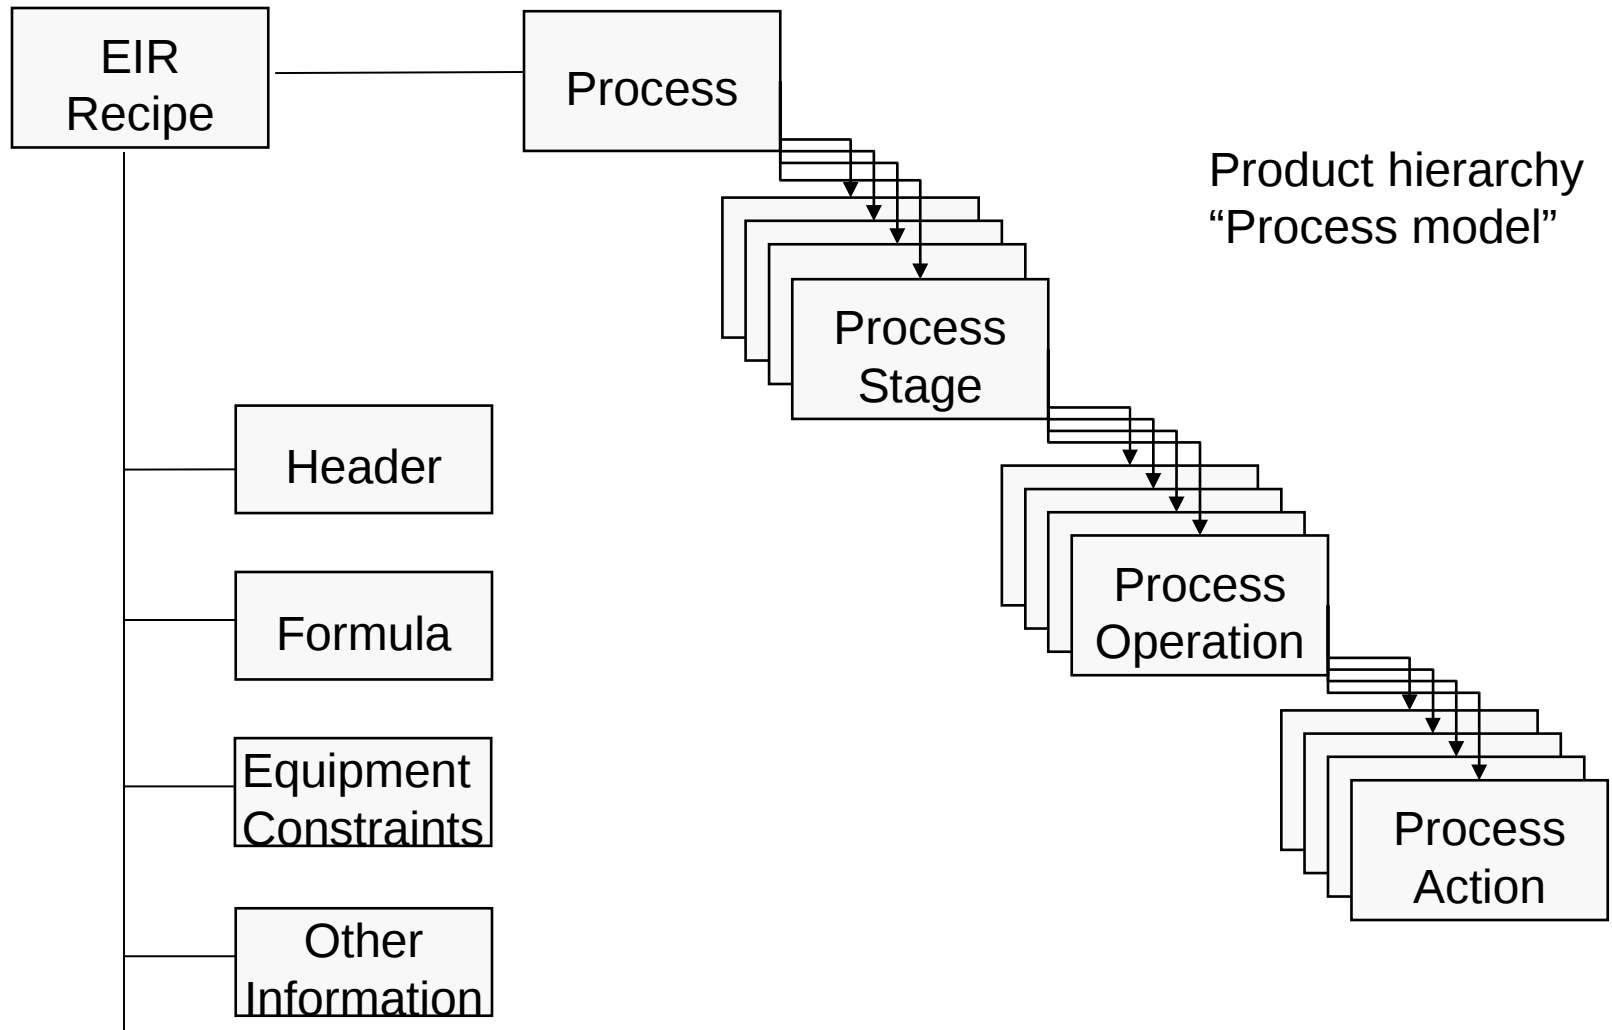 EIR
Recipe
Process
Product hierarchy
“Process model”
Process
Stage
Header
Process
Operation
Formula
Equipment
Constraints
Process
Action
Other
Information